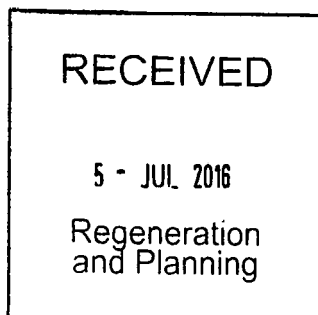 RECEIVED
5 - JUL 2016
Regeneration
and Planning